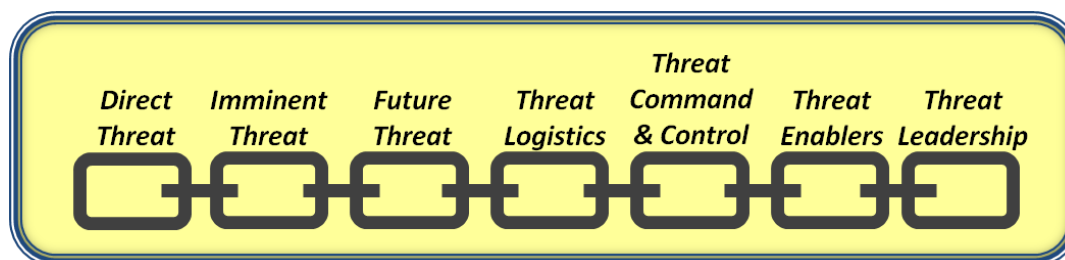 Direct
Threat
Imminent
Threat
Future
Threat
Threat
Logistics
Threat
Command
& Control
Threat
Enablers
Threat
Leadership